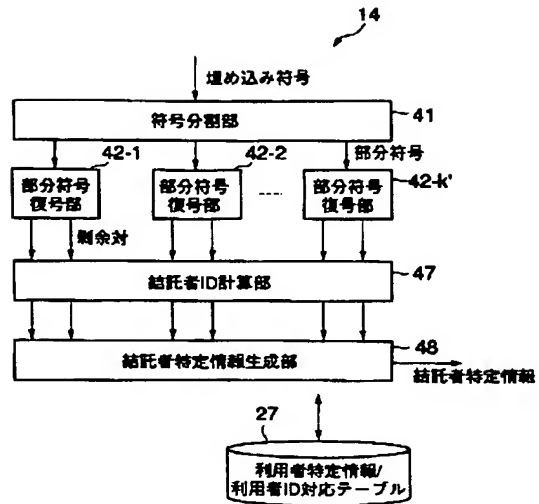 14
埋め込み符号
符号分割部
41
42-1
42-2
部分符号
部分符号
復号部
部分符号
復号部
部分符号
復号部
42-k'
剰余対
結託者ID計算部
47
結託者特定情報生成部
48
結託者特定情報
27
利用者特定情報/
利用者ID対応テーブル